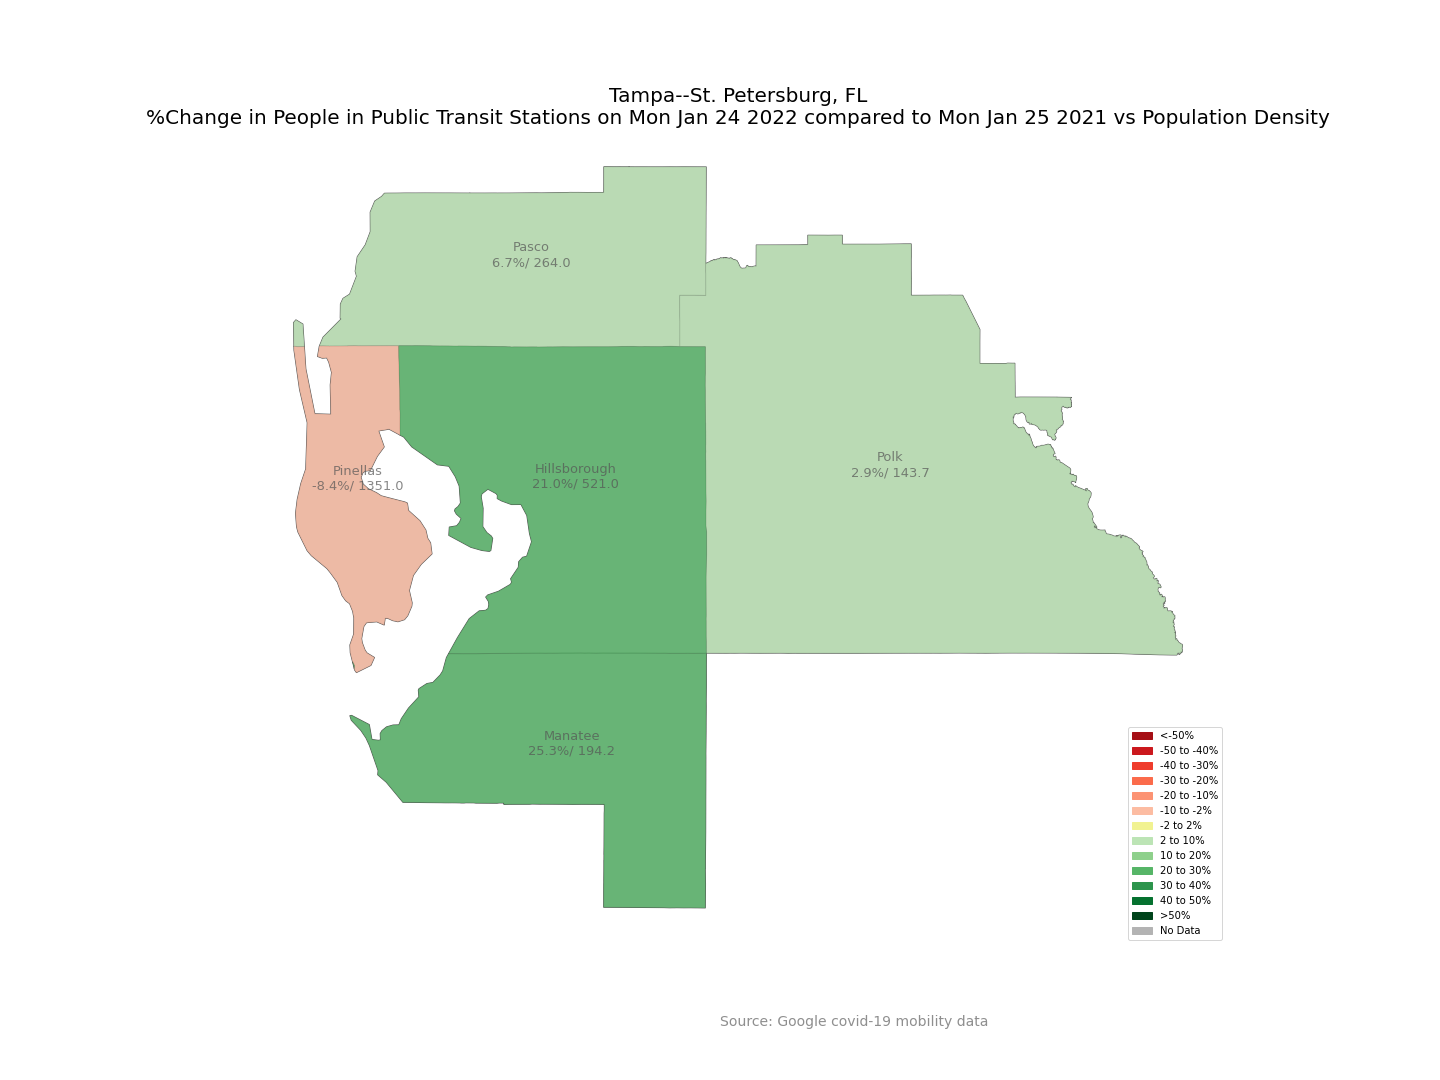 Tampa--St. Petersburg, FL
%Change in People in Public Transit Stations on Mon Jan 24 2022 compared to Mon Jan 25 2021 vs Population Density
Pasco
6.7%/ 264.0
Polk
2.9%/ 143.7
Pinellas
-8.4%/ 1351.0
Hillsborough
21.0%/ 521.0
Manatee
25.3%/ 194.2
<-50%
-50 to -40%
-40 to -30%
-30 to -20%
-20 to -10%
-10 to -2%
-2 to 2%
2 to 10%
10 to 20%
20 to 30%
30 to 40%
40 to 50%
>50%
No Data
Source: Google covid-19 mobility data